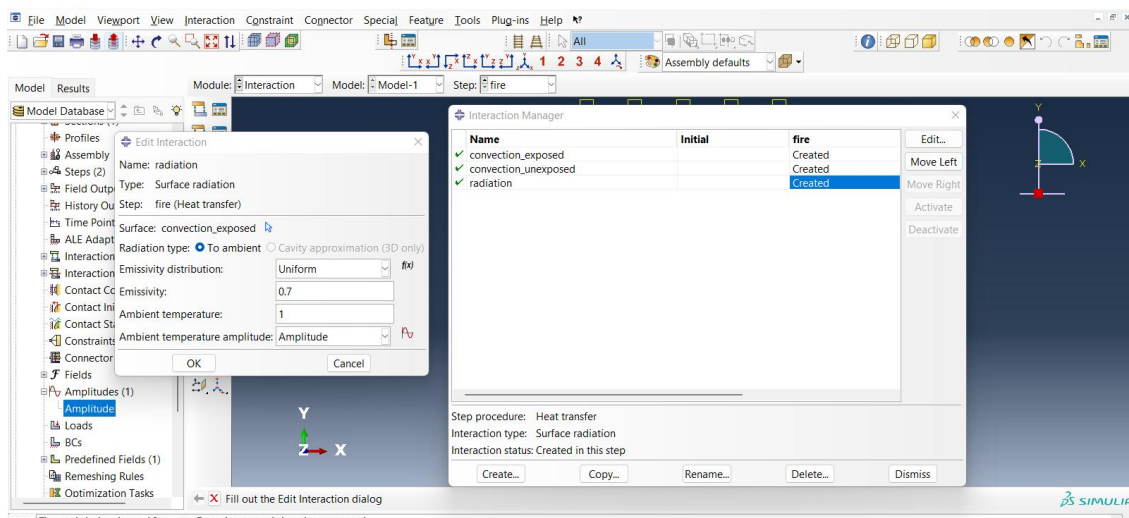 File Model Viewport View Interaction Constraint Connector Special Feature Tools Plug-ins Help
All
1 2 3 4 Assembly defaults
Model Results Module: Interaction Model: Model-1 Step: fire
Model Database
Profiles
Assembly
Steps (2)
Field Outp
History Ou
Time Point
ALE Adapt
Interaction
Interaction
Contact Co
Contact Ini
Contact Sta
Constraints
Connector
Fields
Amplitudes (1)
Amplitude
Loads
BCs
Predefined Fields (1)
Remeshing Rules
Optimization Tasks
Edit Interaction
Name: radiation
Type: Surface radiation
Step: fire (Heat transfer)
Surface: convection_exposed
Radiation type: To ambient Cavity approximation (3D only)
Emissivity distribution: Uniform f(x)
Emissivity: 0.7
Ambient temperature: 1
Ambient temperature amplitude: Amplitude
OK Cancel
Interaction Manager
Name Initial fire
convection_exposed Created
convection_unexposed Created
radiation Created
Edit...
Move Left
Move Right
Activate
Deactivate
Step procedure: Heat transfer
Interaction type: Surface radiation
Interaction status: Created in this step
Create... Copy... Rename... Delete... Dismiss
Y
Z X
Y
Z X
Fill out the Edit Interaction dialog
SIMULIA